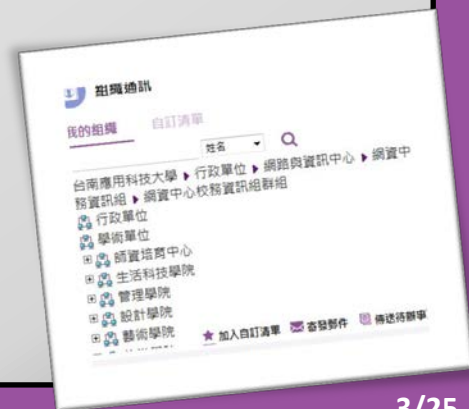 組織通訊
我的組織 自訂清單
姓名
台南應用科技大學 ▶ 行政單位 ▶ 網路與資訊中心 ▶ 網資中
務資訊組 ▶ 網資中心校務資訊組群組
行政單位
學術單位
師資培育中心
生活科技學院
管理學院
設計學院
藝術學院
加入自訂清單 寄發郵件 傳送待辦事
3/25